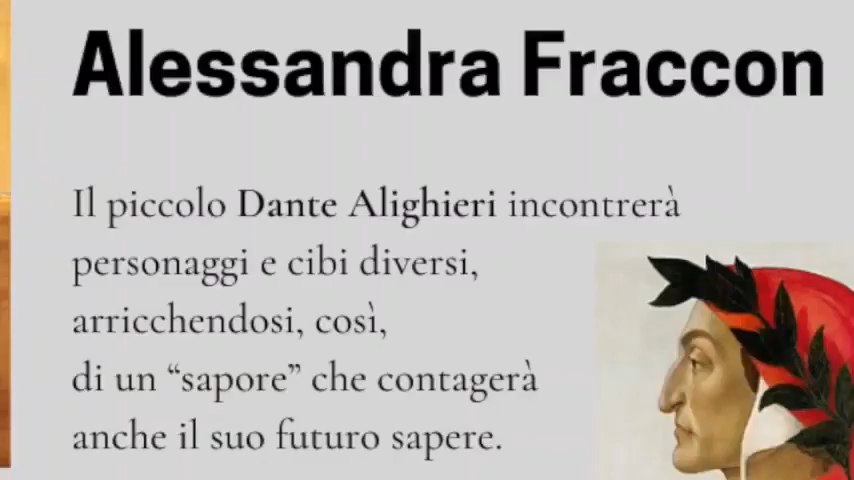 Alessandra Fraccon
Il piccolo Dante Alighieri incontrerà
personaggi e cibi diversi,
arricchendosi, così,
di un “sapore” che contagerà
anche il suo futuro sapere.